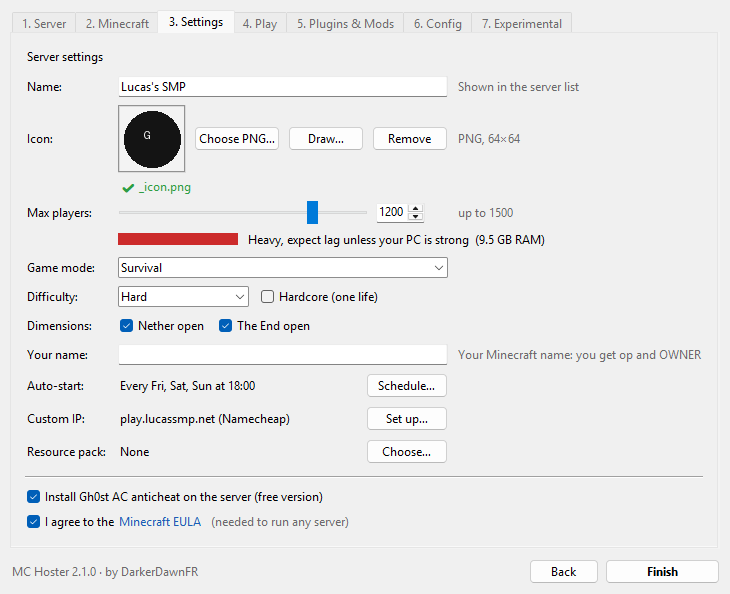 1. Server 2. Minecraft 3. Settings 4. Play 5. Plugins & Mods 6. Config 7. Experimental
Server settings
Name: Lucas's SMP Shown in the server list
Icon: G Choose PNG... Draw... Remove PNG, 64×64
_icon.png
Max players: 1200 up to 1500
Heavy, expect lag unless your PC is strong (9.5 GB RAM)
Game mode: Survival
Difficulty: Hard Hardcore (one life)
Dimensions: Nether open The End open
Your name: Your Minecraft name: you get op and OWNER
Auto-start: Every Fri, Sat, Sun at 18:00 Schedule...
Custom IP: play.lucassmp.net (Namecheap) Set up...
Resource pack: None Choose...
Install Gh0st AC anticheat on the server (free version)
I agree to the Minecraft EULA (needed to run any server)
MC Hoster 2.1.0 · by DarkerDawnFR Back Finish